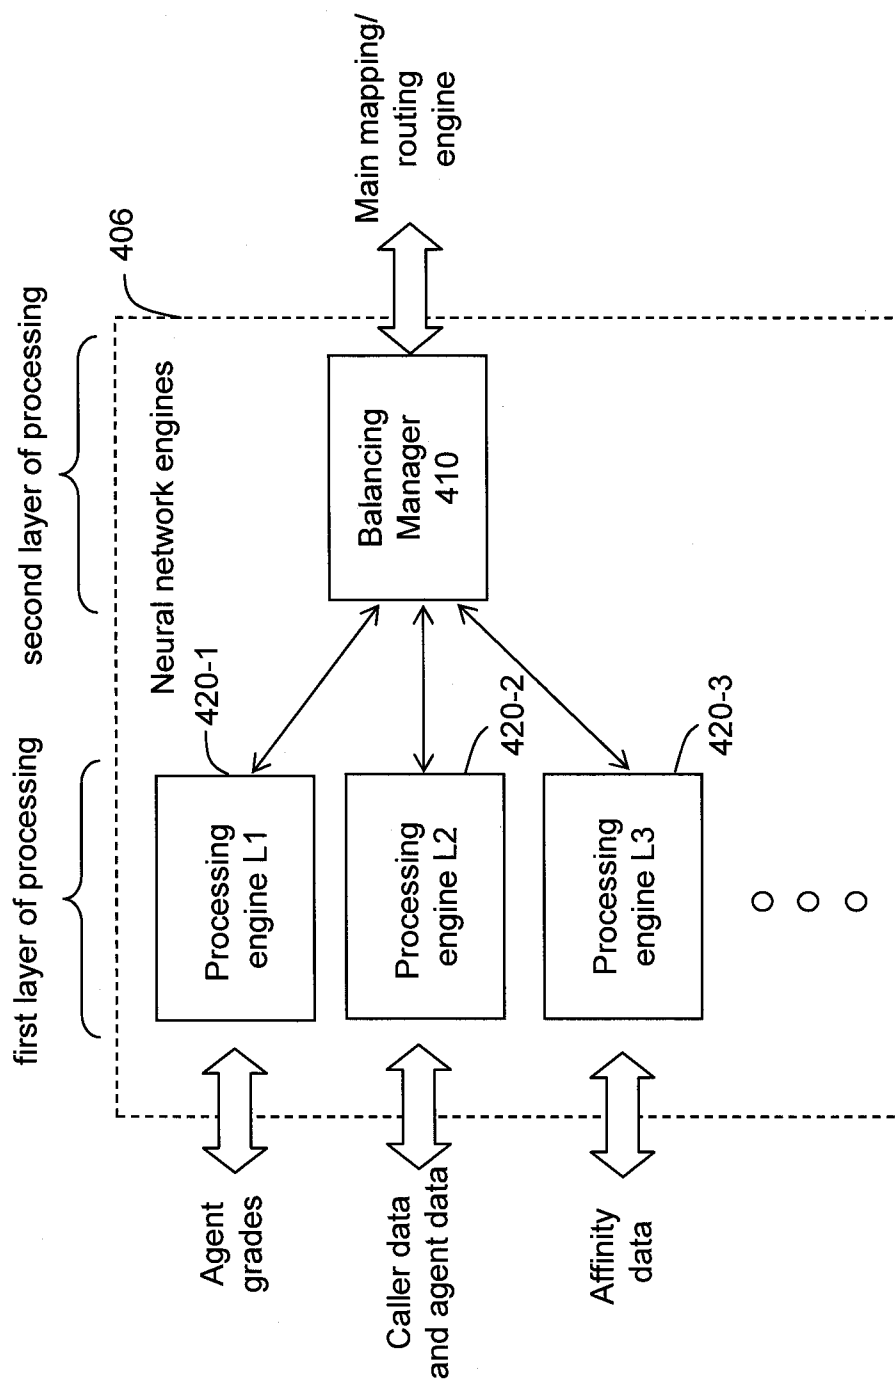 first layer of processing
second layer of processing
406
Neural network engines
Agent
grades
Processing
engine L1
420-1
Caller data
and agent data
Processing
engine L2
420-2
Balancing
Manager
410
Main mapping/
routing
engine
Affinity
data
Processing
engine L3
420-3